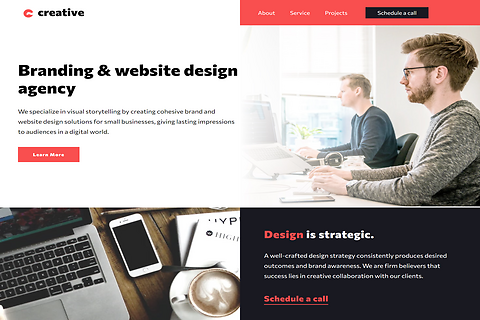 creative
About Service Projects Schedule a call
Branding & website design
agency
We specialize in visual storytelling by creating cohesive brand and
website design solutions for small businesses, giving lasting impressions
to audiences in a digital world.
Learn More
HYPE
HIGH
Design is strategic.
A well-crafted design strategy consistently produces desired
outcomes and brand awareness. We are firm believers that
success lies in creative collaboration with our clients.
Schedule a call